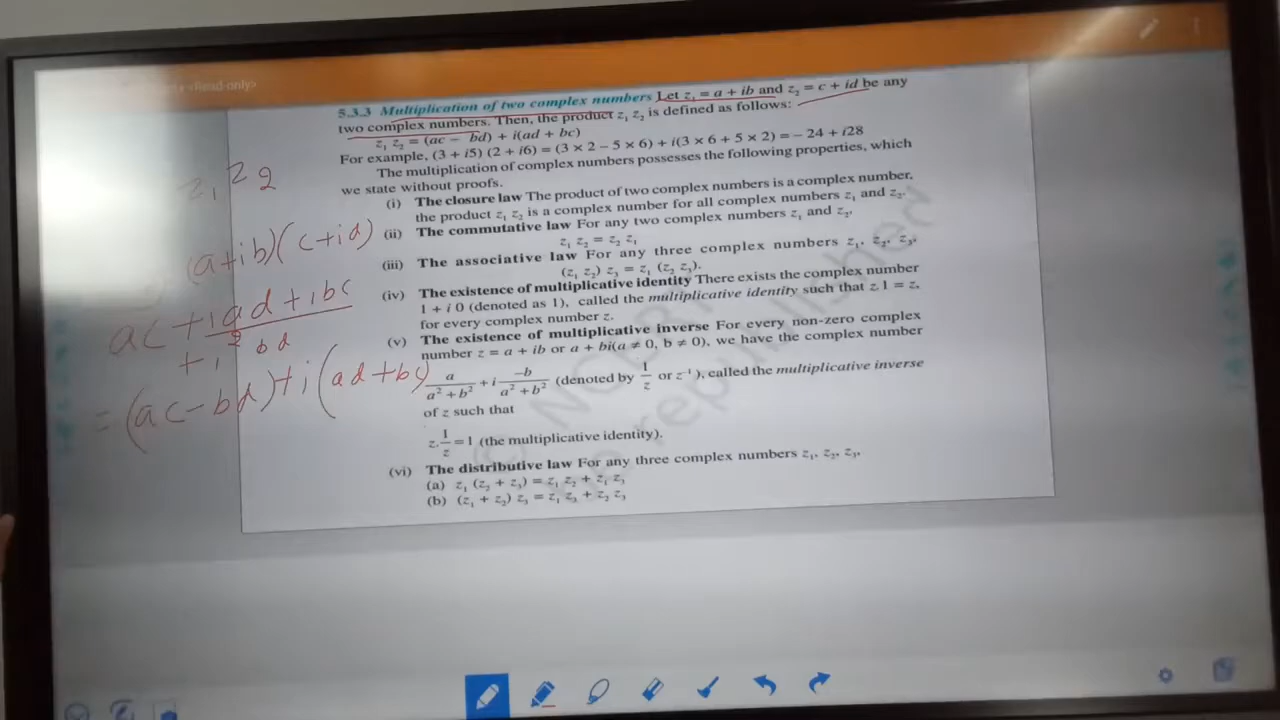 <Read-only>
5.3.3 Multiplication of two complex numbers Let z₁ = a + ib and z₂ = c + id be any
two complex numbers. Then, the product z₁ z₂ is defined as follows:
z₁ z₂ = (ac – bd) + i(ad + bc)
For example, (3 + i5) (2 + i6) = (3 × 2 – 5 × 6) + i(3 × 6 + 5 × 2) = – 24 + i28
The multiplication of complex numbers possesses the following properties, which
we state without proofs.
(i) The closure law The product of two complex numbers is a complex number,
the product z₁ z₂ is a complex number for all complex numbers z₁ and z₂.
(ii) The commutative law For any two complex numbers z₁ and z₂,
z₁ z₂ = z₂ z₁
(iii) The associative law For any three complex numbers z₁, z₂, z₃,
(z₁ z₂) z₃ = z₁ (z₂ z₃).
(iv) The existence of multiplicative identity There exists the complex number
1 + i 0 (denoted as 1), called the multiplicative identity such that z.1 = z,
for every complex number z.
(v) The existence of multiplicative inverse For every non-zero complex
number z = a + ib or a + bi(a ≠ 0, b ≠ 0), we have the complex number
a/(a² + b²) + i –b/(a² + b²) (denoted by 1/z or z⁻¹), called the multiplicative inverse
of z such that
z.1/z = 1 (the multiplicative identity).
(vi) The distributive law For any three complex numbers z₁, z₂, z₃,
(a) z₁ (z₂ + z₃) = z₁ z₂ + z₁ z₃
(b) (z₁ + z₂) z₃ = z₁ z₃ + z₂ z₃
z₁ z₂
(a+ib)(c+id)
ac + iad + ibc
+ i² bd
= (ac-bd)+i(ad+bc)